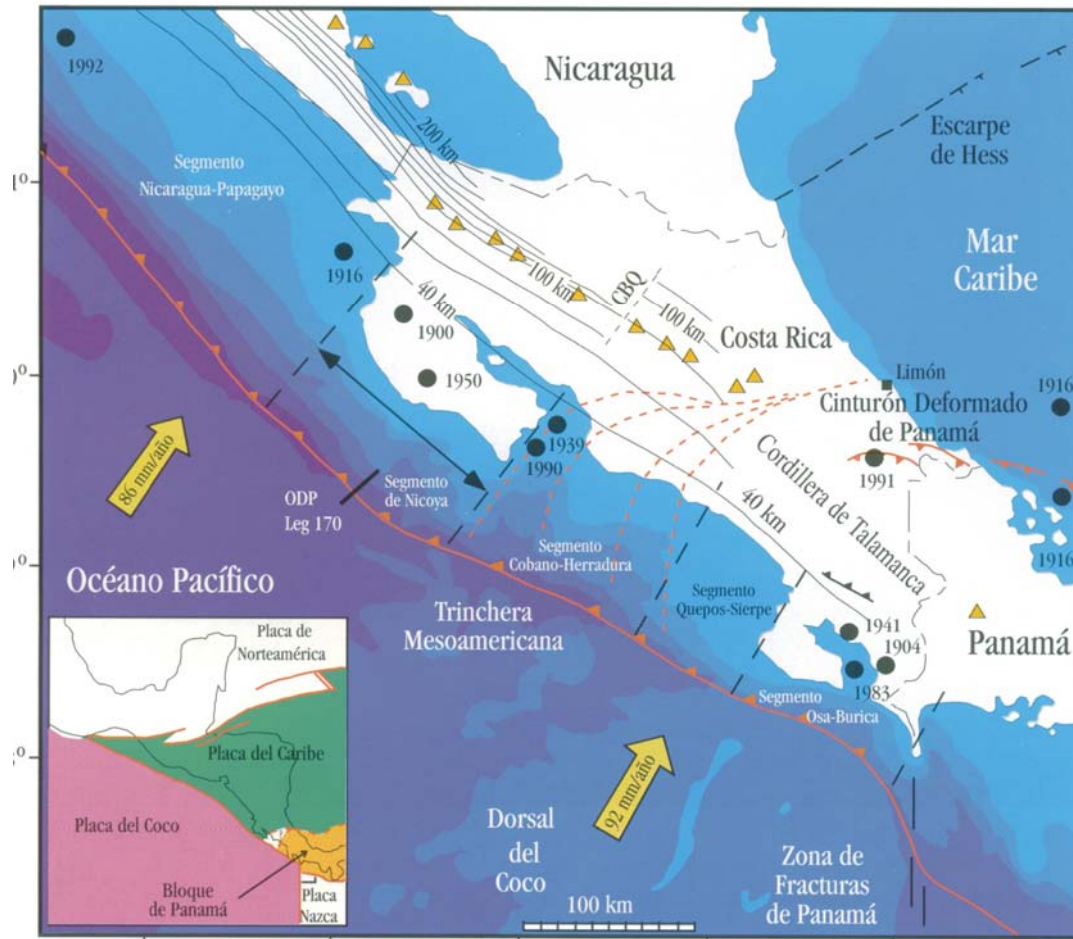 1992
Nicaragua
200 km
Escarpe
de Hess
Segmento
Nicaragua-Papagayo
1º
Mar
Caribe
1916
100 km
CBQ
100 km
40 km
1900
Costa Rica
0º
1950
Limón
Cinturón Deformado
de Panamá
1916
1939
1990
1991
86 mm/año
Segmento
de Nicoya
ODP
Leg 170
Cordillera de Talamanca
40 km
Segmento
Cobano-Herradura
1916
0º
Océano Pacífico
Segmento
Quepos-Sierpe
Trinchera
Mesoamericana
1941
1904
Panamá
1983
Segmento
Osa-Burica
92 mm/año
Dorsal
del
Coco
Zona de
Fracturas
de Panamá
100 km
Placa de
Norteamérica
Placa del Caribe
Placa del Coco
Bloque
de Panamá
Placa
Nazca